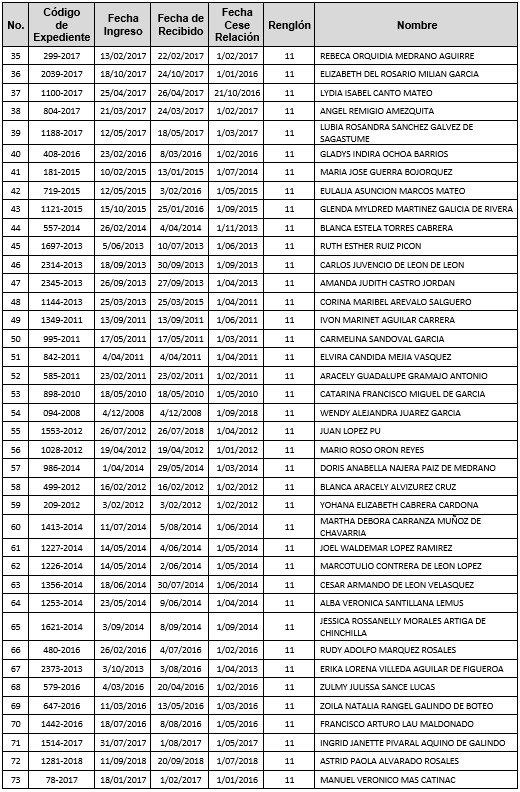 No. Código de Expediente Fecha Ingreso Fecha de Recibido Fecha Cese Relación Renglón Nombre
35 299-2017 13/02/2017 22/02/2017 1/02/2017 11 REBECA ORQUIDIA MEDRANO AGUIRRE
36 2039-2017 18/10/2017 24/10/2017 1/01/2016 11 ELIZABETH DEL ROSARIO MILIAN GARCIA
37 1100-2017 25/04/2017 26/04/2017 21/10/2016 11 LYDIA ISABEL CANTO MATEO
38 804-2017 21/03/2017 24/03/2017 1/02/2017 11 ANGEL REMIGIO AMEZQUITA
39 1188-2017 12/05/2017 18/05/2017 1/03/2017 11 LUBIA ROSANDRA SANCHEZ GALVEZ DE SAGASTUME
40 408-2016 23/02/2016 8/03/2016 1/02/2016 11 GLADYS INDIRA OCHOA BARRIOS
41 181-2015 10/02/2015 13/01/2015 1/07/2014 11 MARIA JOSE GUERRA BOJORQUEZ
42 719-2015 12/05/2015 3/02/2016 1/05/2015 11 EULALIA ASUNCION MARCOS MATEO
43 1121-2015 15/10/2015 25/01/2016 1/09/2015 11 GLENDA MYLDRED MARTINEZ GALICIA DE RIVERA
44 557-2014 26/02/2014 4/04/2014 1/11/2013 11 BLANCA ESTELA TORRES CABRERA
45 1697-2013 5/06/2013 10/07/2013 1/06/2013 11 RUTH ESTHER RUIZ PICON
46 2314-2013 18/09/2013 30/09/2013 1/09/2013 11 CARLOS JUVENCIO DE LEON DE LEON
47 2345-2013 26/09/2013 27/09/2013 1/04/2013 11 AMANDA JUDITH CASTRO JORDAN
48 1144-2013 25/03/2013 25/03/2015 1/04/2011 11 CORINA MARIBEL AREVALO SALGUERO
49 1349-2011 13/09/2011 13/09/2011 1/06/2011 11 IVON MARINET AGUILAR CARRERA
50 995-2011 17/05/2011 17/05/2011 1/03/2011 11 CARMELINA SANDOVAL GARCIA
51 842-2011 4/04/2011 4/04/2011 1/04/2011 11 ELVIRA CANDIDA MEJIA VASQUEZ
52 585-2011 23/02/2011 23/02/2011 1/02/2011 11 ARACELY GUADALUPE GRAMAJO ANTONIO
53 898-2010 18/05/2010 18/05/2010 1/05/2010 11 CATARINA FRANCISCO MIGUEL DE GARCIA
54 094-2008 4/12/2008 4/12/2008 1/09/2018 11 WENDY ALEJANDRA JUAREZ GARCIA
55 1553-2012 26/07/2012 26/07/2018 1/04/2012 11 JUAN LOPEZ PU
56 1028-2012 19/04/2012 19/04/2012 1/01/2012 11 MARIO ROSO ORON REYES
57 986-2014 1/04/2014 29/05/2014 1/03/2014 11 DORIS ANABELLA NAJERA PAIZ DE MEDRANO
58 499-2012 16/02/2012 16/02/2012 1/02/2012 11 BLANCA ARACELY ALVIZUREZ CRUZ
59 209-2012 3/02/2012 3/02/2012 1/02/2012 11 YOHANA ELIZABETH CABRERA CARDONA
60 1413-2014 11/07/2014 5/08/2014 1/06/2014 11 MARTHA DEBORA CARRANZA MUÑOZ DE CHAVARRIA
61 1227-2014 14/05/2014 4/06/2014 1/05/2014 11 JOEL WALDEMAR LOPEZ RAMIREZ
62 1226-2014 14/05/2014 2/06/2014 1/05/2014 11 MARCOTULIO CONTRERA DE LEON LOPEZ
63 1356-2014 18/06/2014 30/07/2014 1/06/2014 11 CESAR ARMANDO DE LEON VELASQUEZ
64 1253-2014 23/05/2014 9/06/2014 1/04/2014 11 ALBA VERONICA SANTILLANA LEMUS
65 1621-2014 3/09/2014 8/09/2014 1/09/2014 11 JESSICA ROSSANELLY MORALES ARTIGA DE CHINCHILLA
66 480-2016 26/02/2016 4/07/2016 1/02/2016 11 RUDY ADOLFO MARQUEZ ROSALES
67 2373-2013 3/10/2013 3/08/2016 1/04/2013 11 ERIKA LORENA VILLEDA AGUILAR DE FIGUEROA
68 579-2016 4/03/2016 20/04/2016 1/02/2016 11 ZULMY JULISSA SANCE LUCAS
69 647-2016 11/03/2016 13/05/2016 1/03/2016 11 ZOILA NATALIA RANGEL GALINDO DE BOTEO
70 1442-2016 18/07/2016 8/08/2016 1/05/2016 11 FRANCISCO ARTURO LAU MALDONADO
71 1514-2017 31/07/2017 1/08/2017 1/05/2017 11 INGRID JANETTE PIVARAL AQUINO DE GALINDO
72 1281-2018 11/09/2018 20/09/2018 1/07/2018 11 ASTRID PAOLA ALVARADO ROSALES
73 78-2017 18/01/2017 1/02/2017 1/01/2016 11 MANUEL VERONICO MAS CATINAC